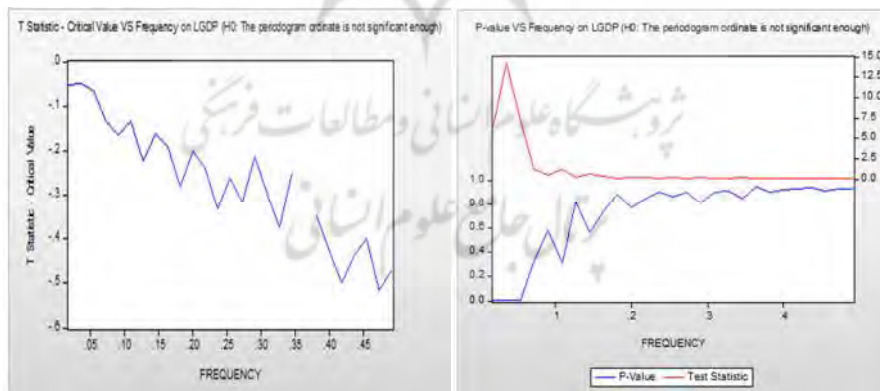 T Statistic - Critical Value VS Frequency on LGDP (H0: The periodogram ordinate is not significant enough)
T Statistic - Critical Value
.0
-.1
-.2
-.3
-.4
-.5
-.6
.05 .10 .15 .20 .25 .30 .35 .40 .45
FREQUENCY
P-value VS Frequency on LGDP (H0: The periodogram ordinate is not significant enough)
15.0
12.5
10.0
7.5
5.0
2.5
0.0
1.0
0.8
0.6
0.4
0.2
0.0
.1 .2 .3 .4
FREQUENCY
P-Value Test Statistic
پژوهشگاه علوم انسانی و مطالعات فرهنگی
پرتال جامع علوم انسانی